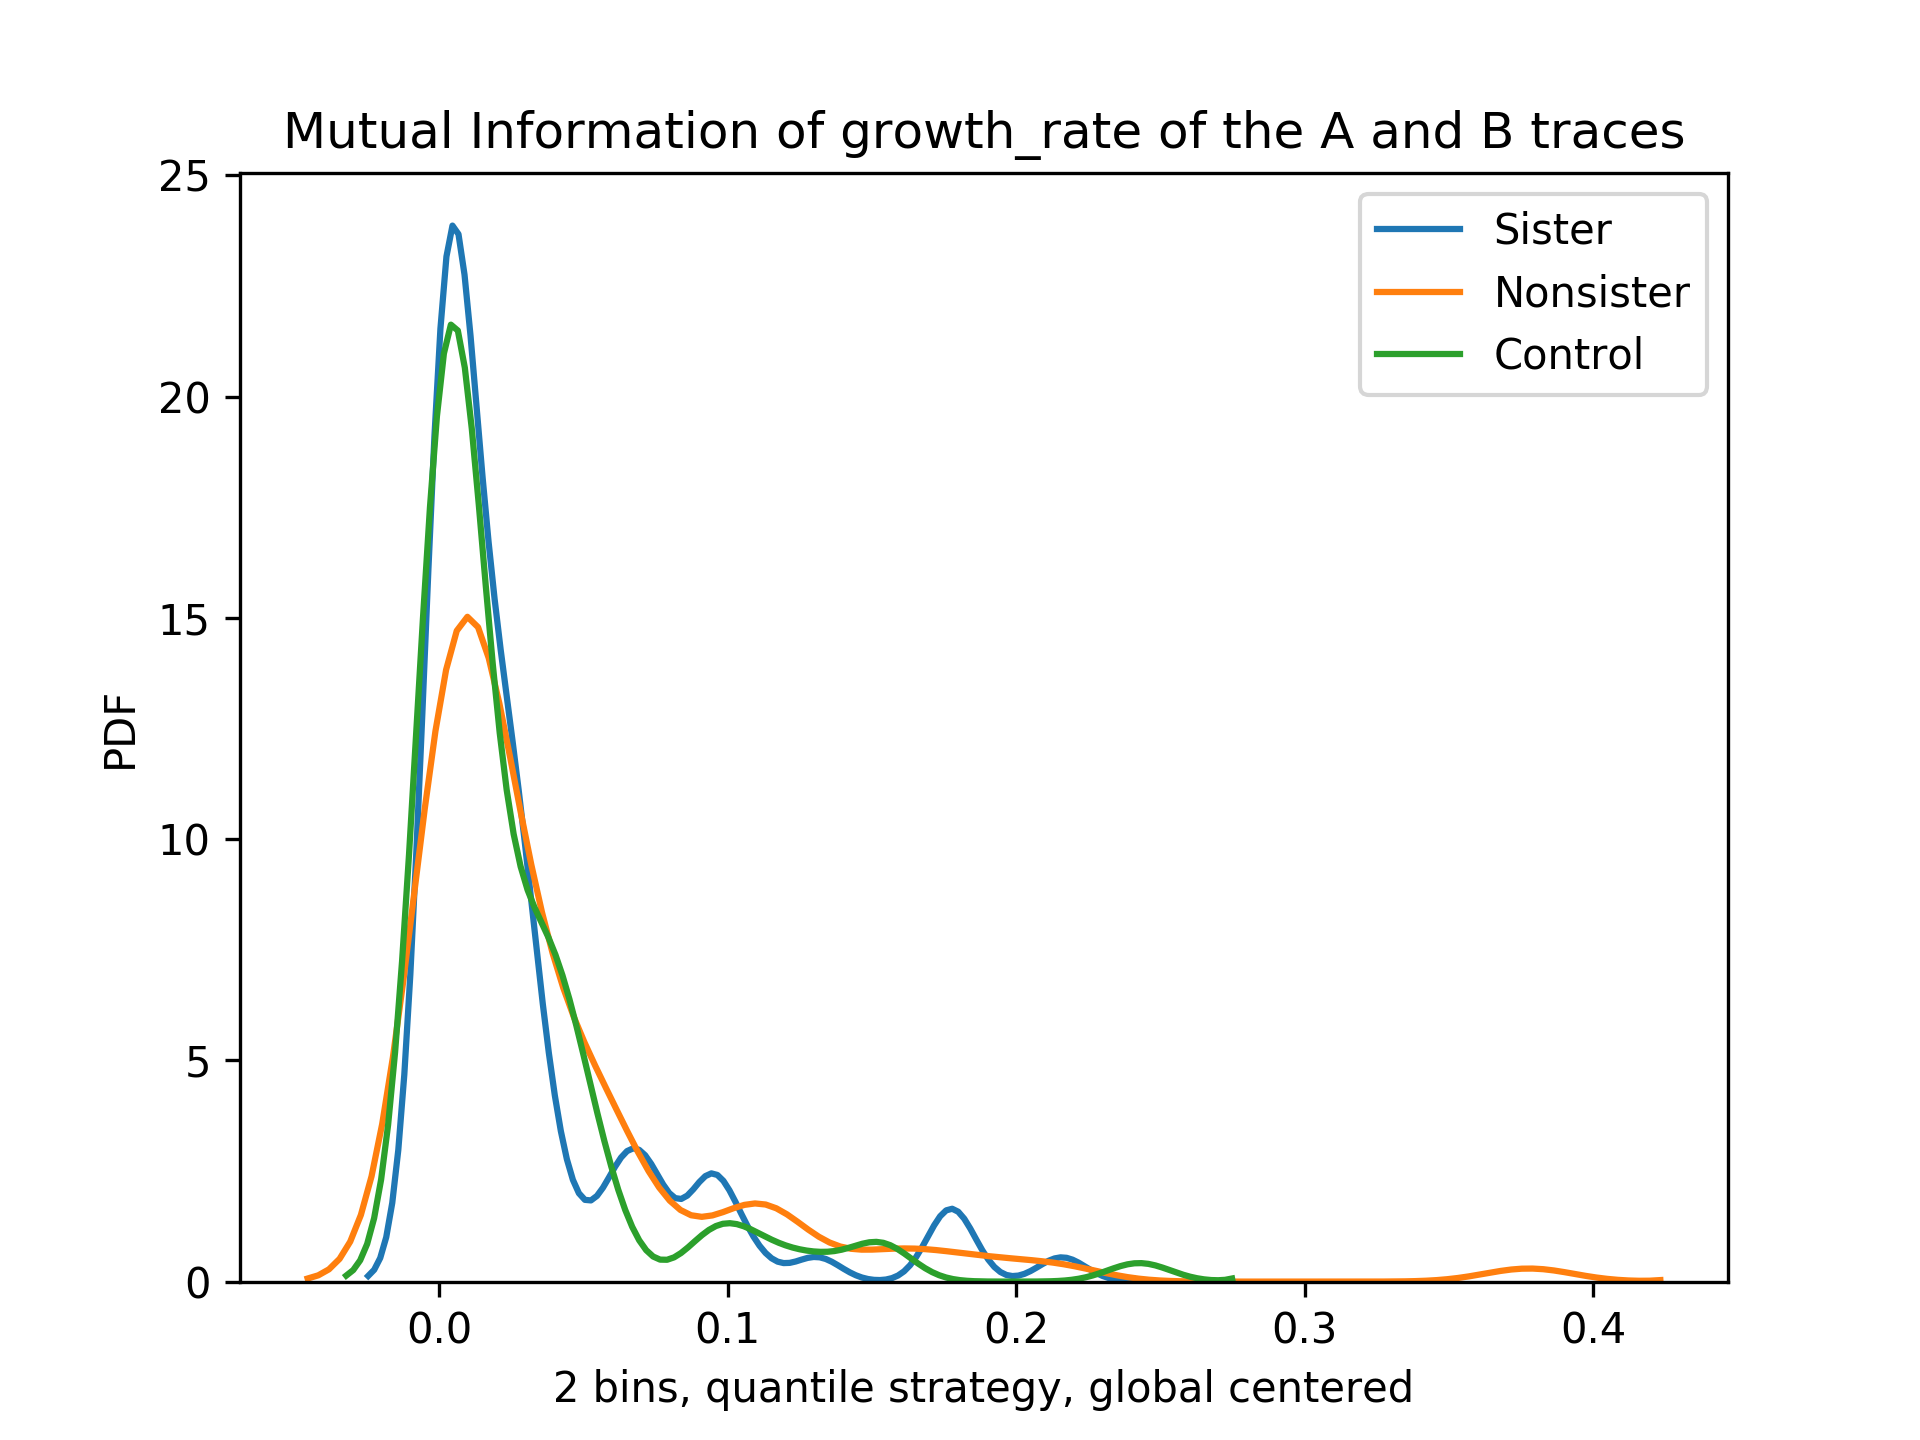 Mutual Information of growth_rate of the A and B traces
25
20
15
10
5
0
PDF
Sister
Nonsister
Control
0.0 0.1 0.2 0.3 0.4
2 bins, quantile strategy, global centered